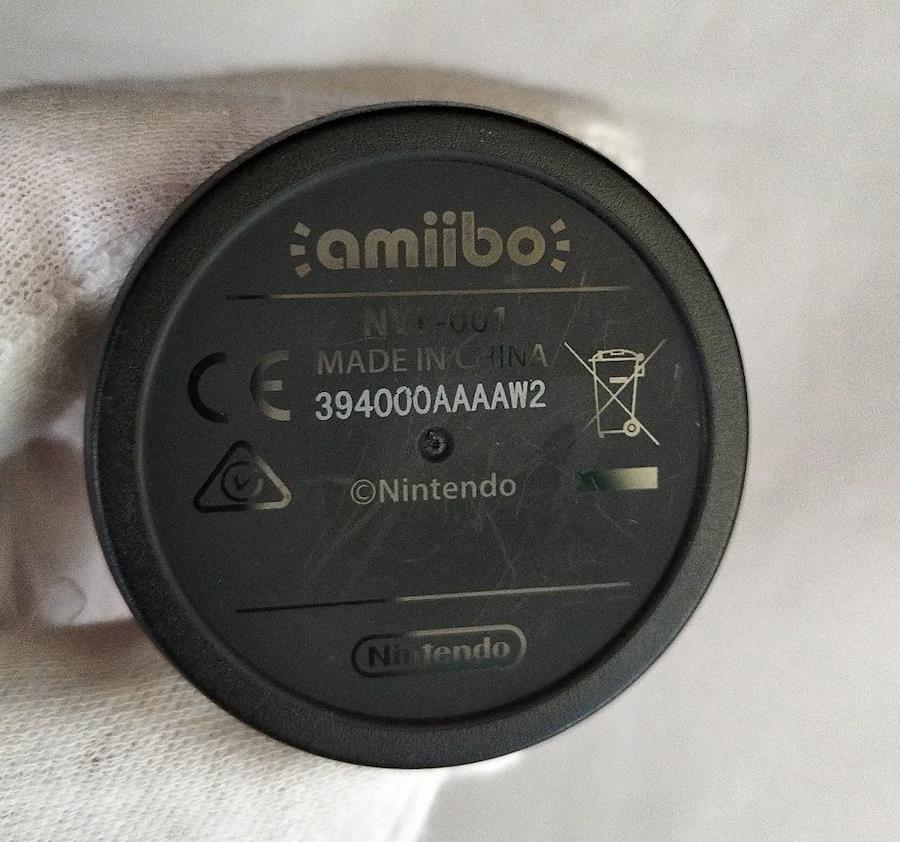 amiibo
NVL-001
MADE IN CHINA
394000AAAAW2
CE
©Nintendo
Nintendo